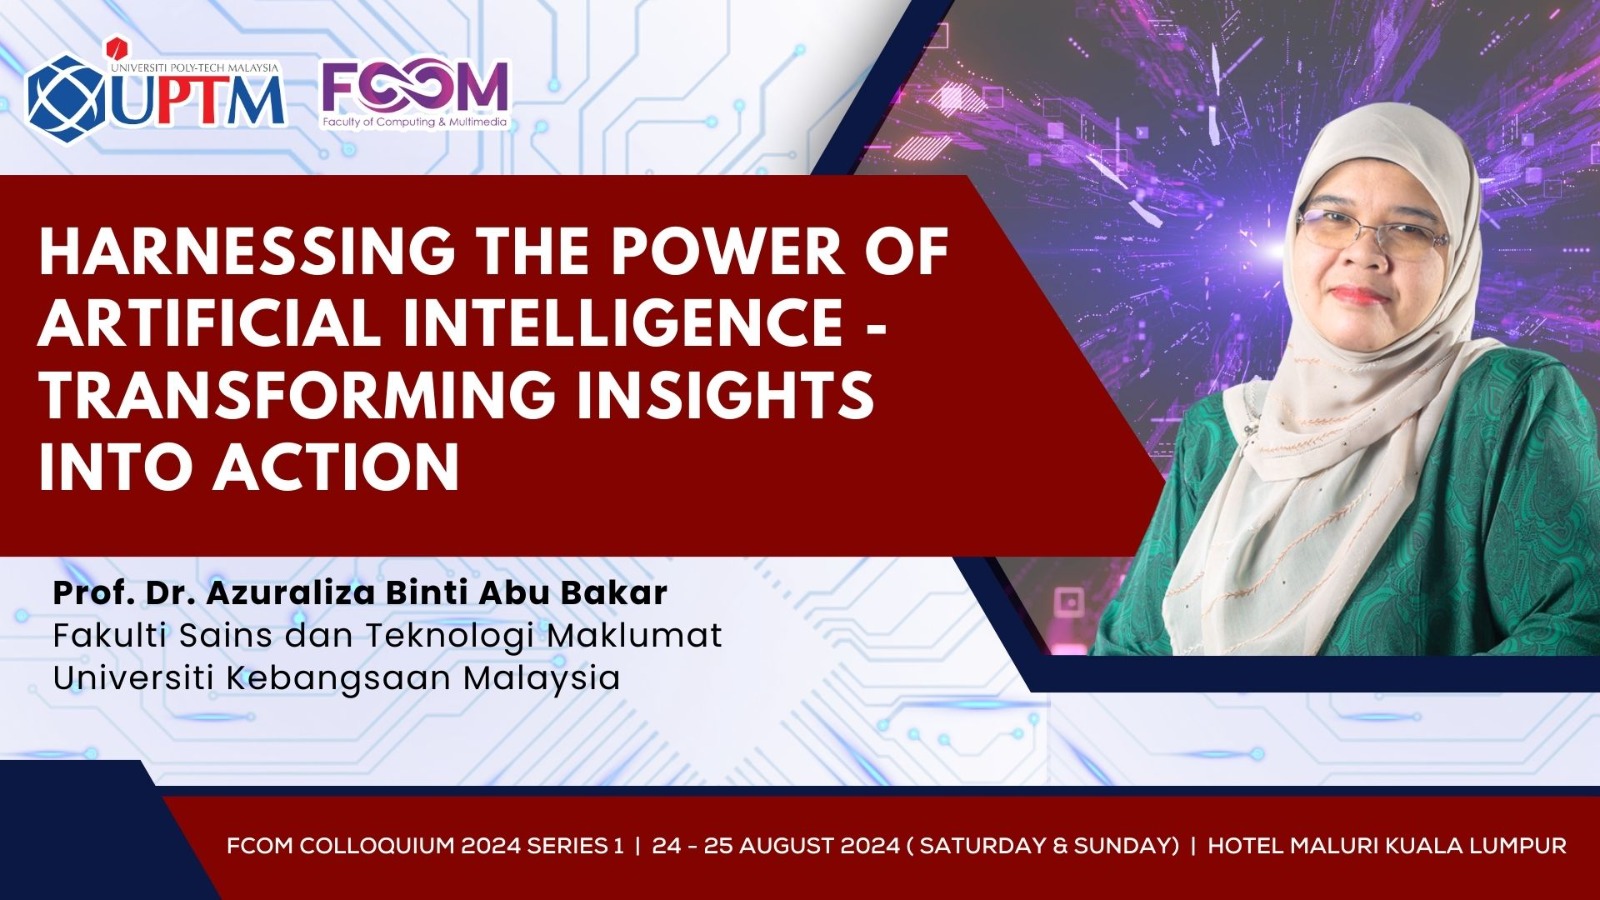 UNIVERSITI POLY-TECH MALAYSIA
UPTM
FCOM
Faculty of Computing & Multimedia
HARNESSING THE POWER OF
ARTIFICIAL INTELLIGENCE -
TRANSFORMING INSIGHTS
INTO ACTION
Prof. Dr. Azuraliza Binti Abu Bakar
Fakulti Sains dan Teknologi Maklumat
Universiti Kebangsaan Malaysia
FCOM COLLOQUIUM 2024 SERIES 1 | 24 - 25 AUGUST 2024 ( SATURDAY & SUNDAY) | HOTEL MALURI KUALA LUMPUR